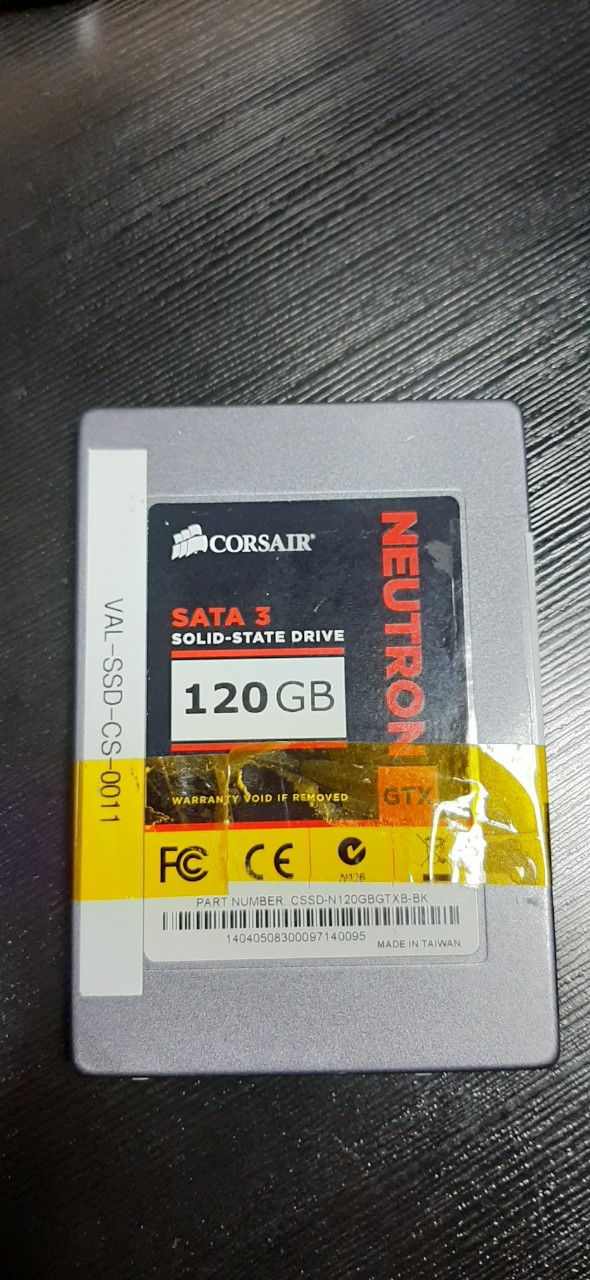 CORSAIR
NEUTRON
GTX
SATA 3
SOLID-STATE DRIVE
120 GB
WARRANTY VOID IF REMOVED
FC CE N136
PART NUMBER: CSSD-N120GBGTXB-BK
14040508300097140095
MADE IN TAIWAN
VAL-SSD-CS-0011